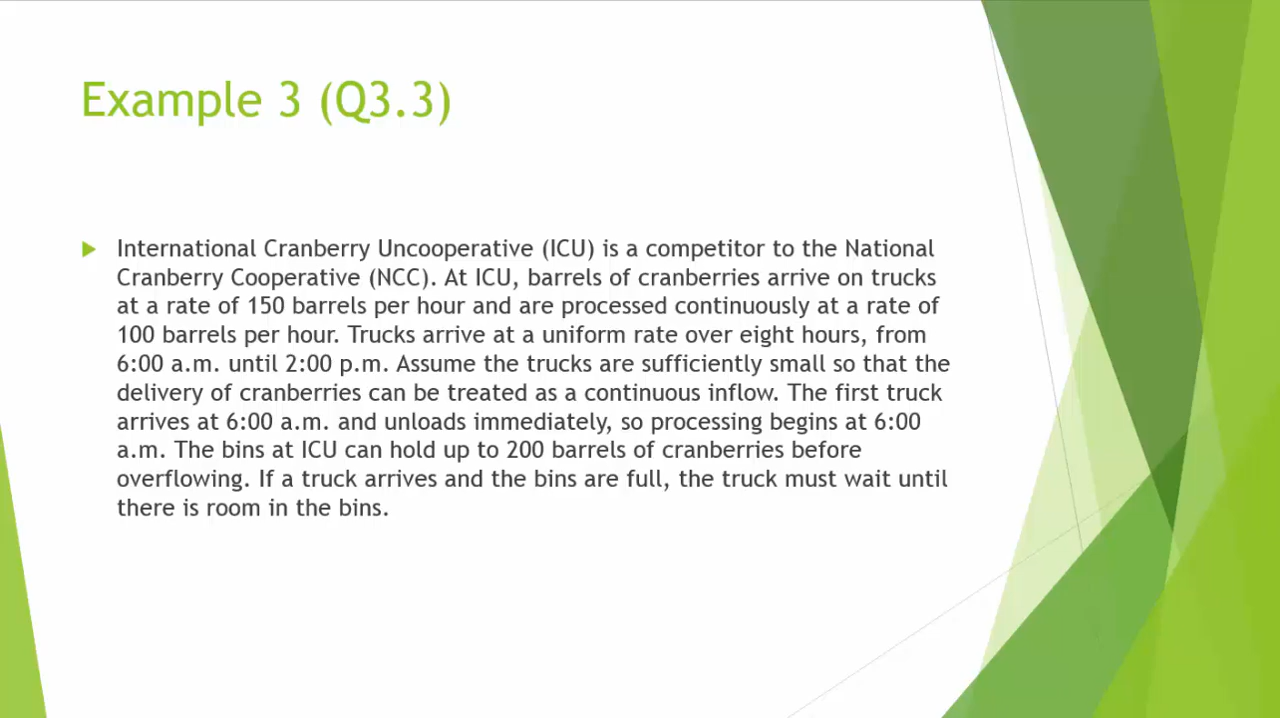 Example 3 (Q3.3)
International Cranberry Uncooperative (ICU) is a competitor to the National
Cranberry Cooperative (NCC). At ICU, barrels of cranberries arrive on trucks
at a rate of 150 barrels per hour and are processed continuously at a rate of
100 barrels per hour. Trucks arrive at a uniform rate over eight hours, from
6:00 a.m. until 2:00 p.m. Assume the trucks are sufficiently small so that the
delivery of cranberries can be treated as a continuous inflow. The first truck
arrives at 6:00 a.m. and unloads immediately, so processing begins at 6:00
a.m. The bins at ICU can hold up to 200 barrels of cranberries before
overflowing. If a truck arrives and the bins are full, the truck must wait until
there is room in the bins.